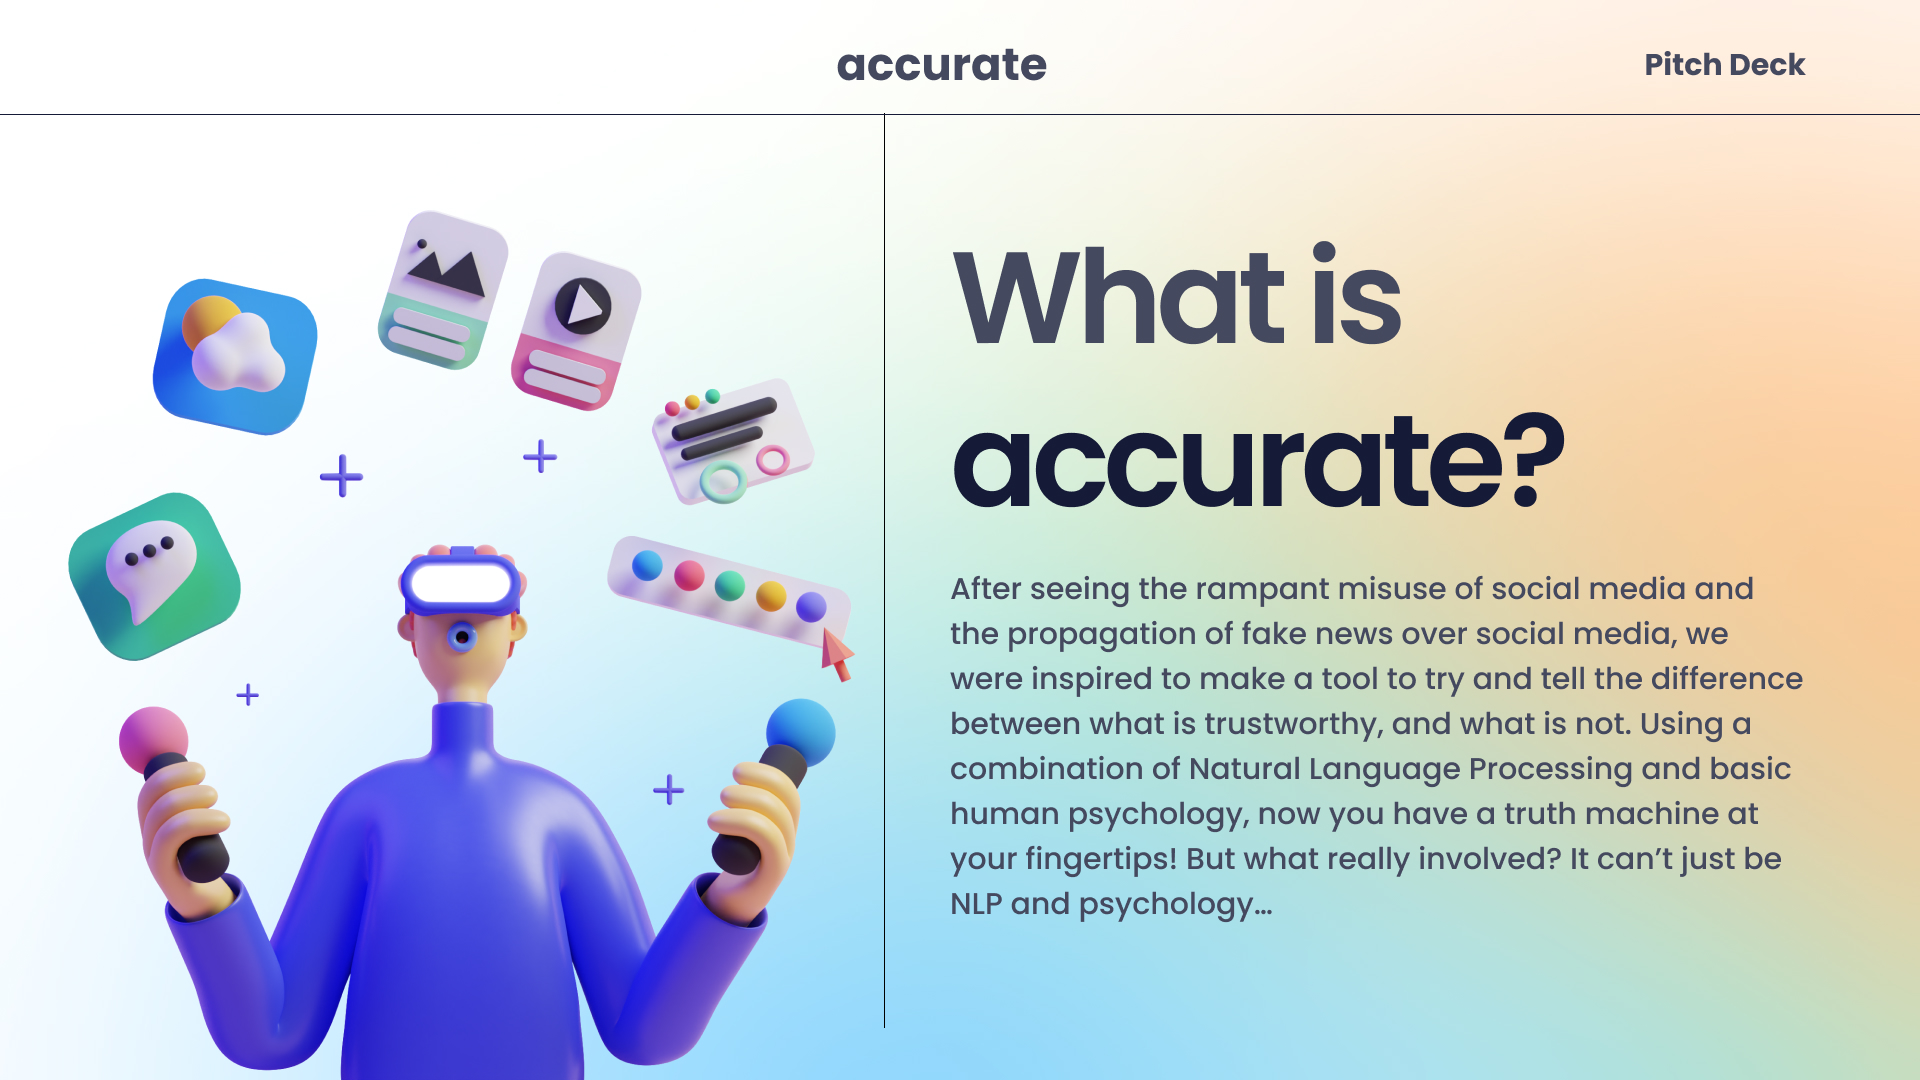 accurate
Pitch Deck
What is
accurate?
After seeing the rampant misuse of social media and
the propagation of fake news over social media, we
were inspired to make a tool to try and tell the difference
between what is trustworthy, and what is not. Using a
combination of Natural Language Processing and basic
human psychology, now you have a truth machine at
your fingertips! But what really involved? It can’t just be
NLP and psychology…